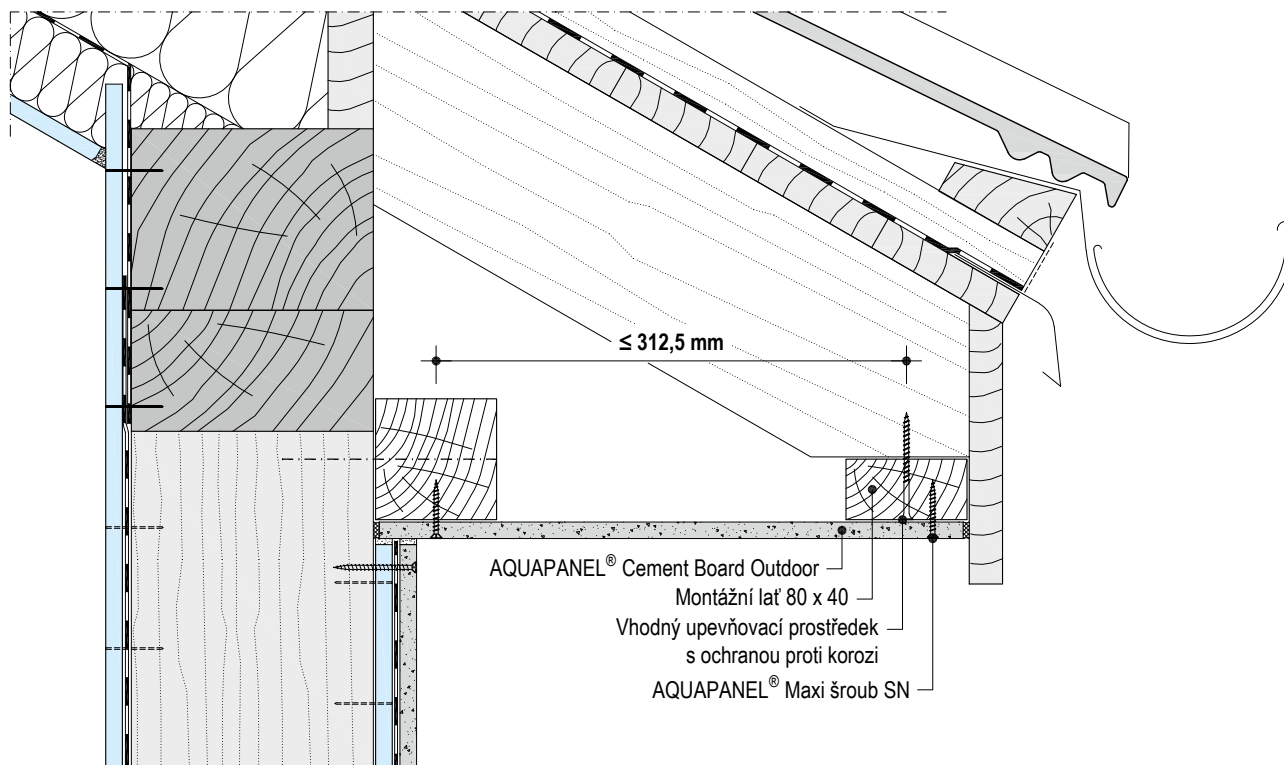 ≤ 312,5 mm
AQUAPANEL® Cement Board Outdoor
Montážní lať 80 x 40
Vhodný upevňovací prostředek
s ochranou proti korozi
AQUAPANEL® Maxi šroub SN